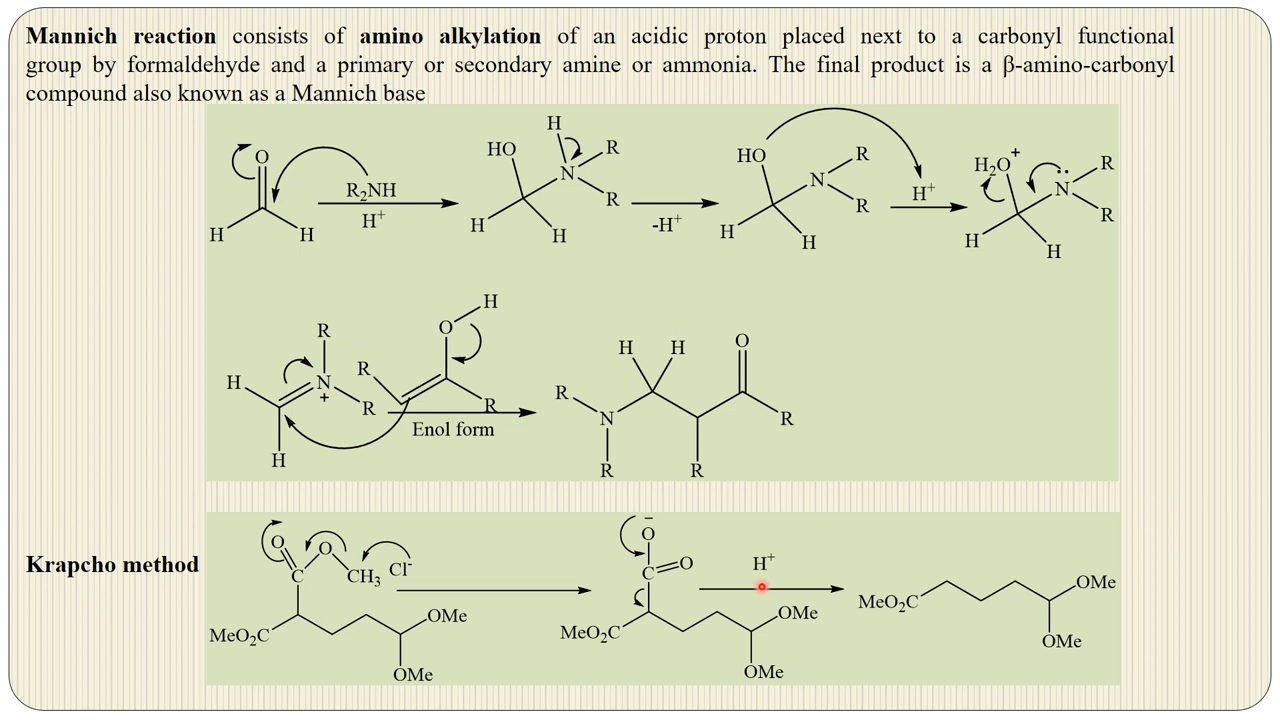 Mannich reaction consists of amino alkylation of an acidic proton placed next to a carbonyl functional
group by formaldehyde and a primary or secondary amine or ammonia. The final product is a β-amino-carbonyl
compound also known as a Mannich base
H
HO R O HO R H₂O⁺ R
R₂NH N N H⁺ N
H⁺ R -H⁺ R R
H H H H H H H H
H
R O
R
H N⁺ R R
Enol form
H
H H O
R N R
R R
Krapcho method
O O CH₃ Cl⁻
C
MeO₂C OMe
OMe
O⁻
C O
MeO₂C OMe
OMe
H⁺
MeO₂C OMe
OMe